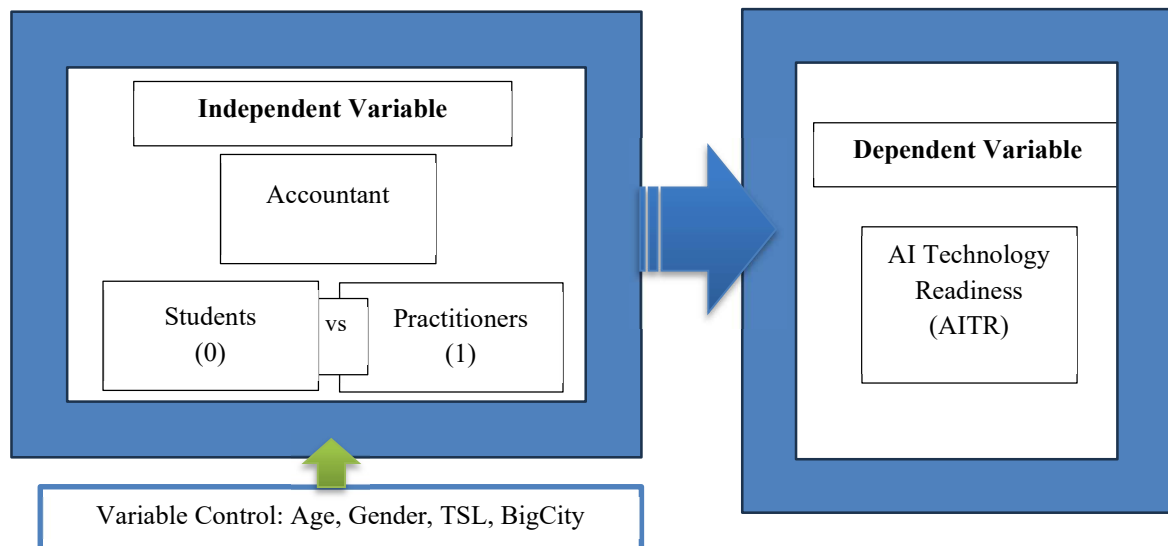 Independent Variable
Accountant
Students
(0)
vs
Practitioners
(1)
Dependent Variable
AI Technology
Readiness
(AITR)
Variable Control: Age, Gender, TSL, BigCity